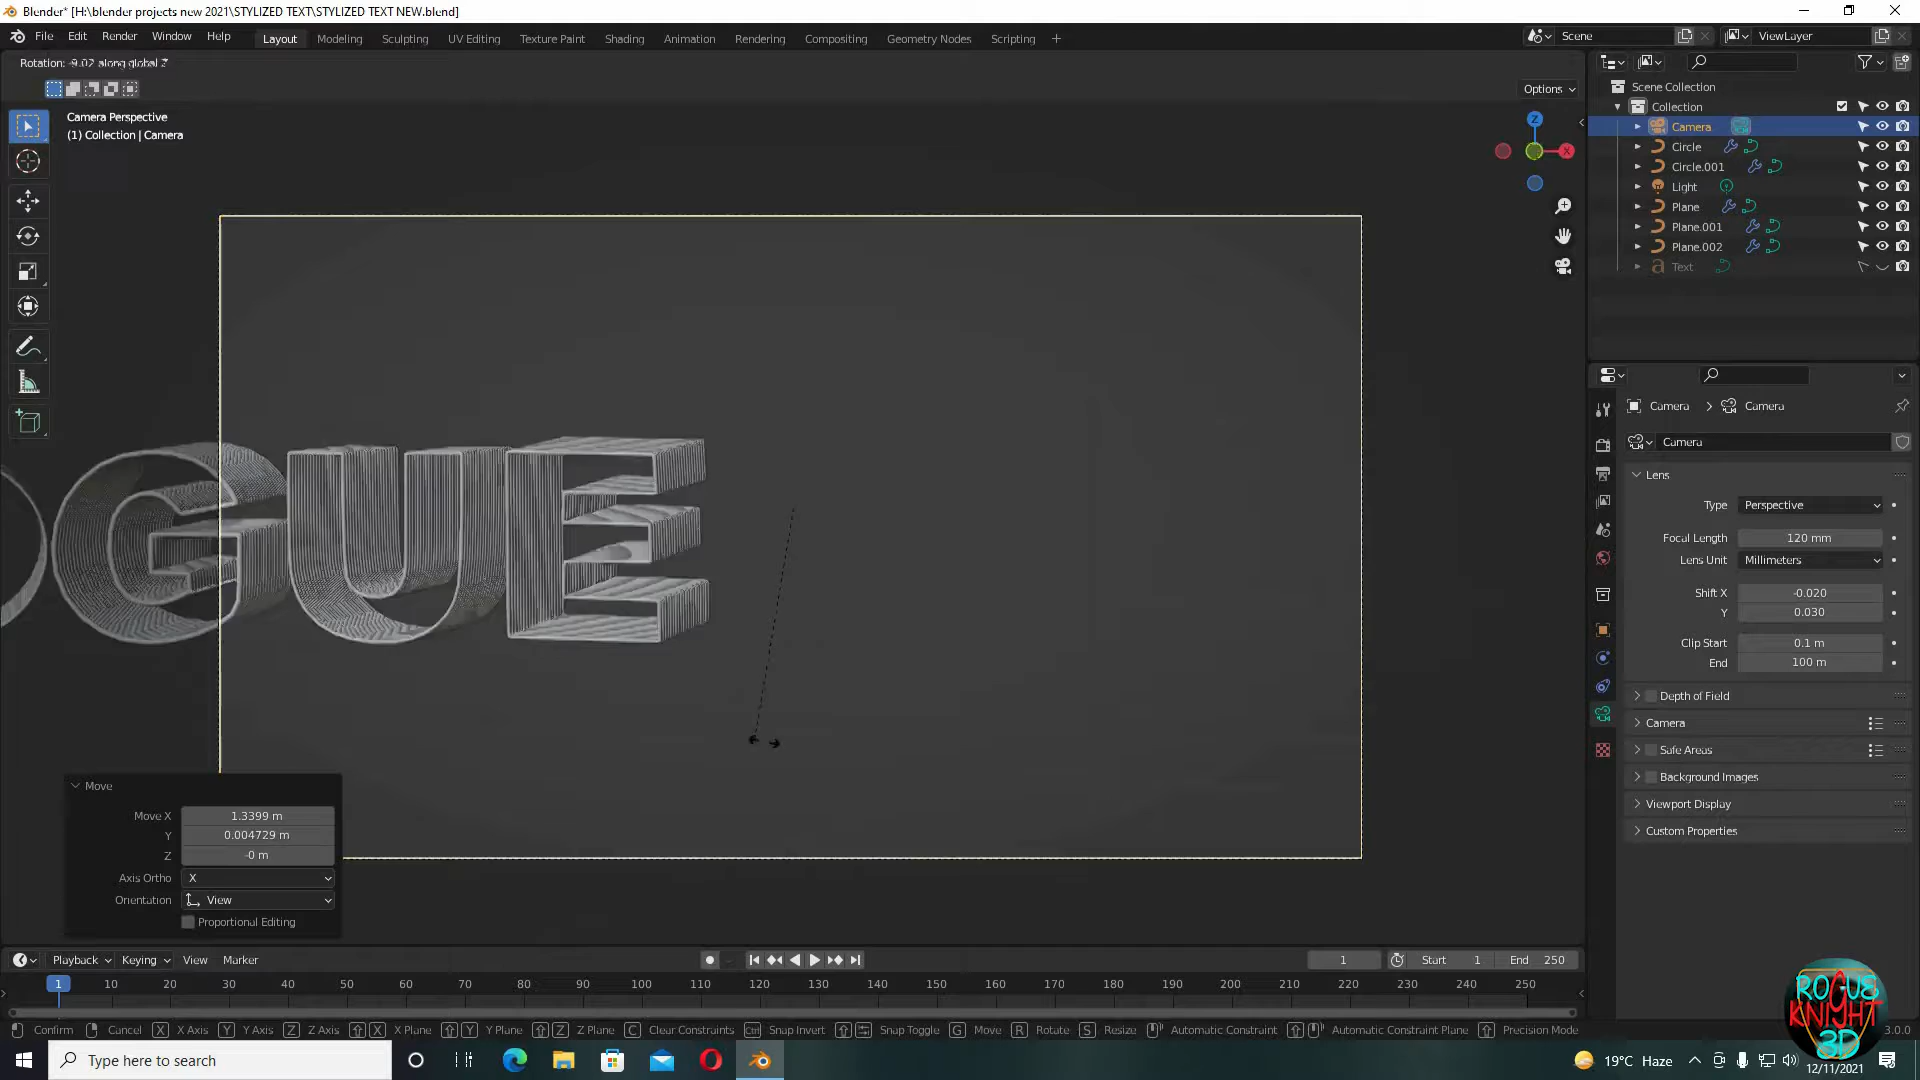 Blender* [H:\blender projects new 2021\STYLIZED TEXT\STYLIZED TEXT NEW.blend]
File Edit Render Window Help
Layout Modeling Sculpting UV Editing Texture Paint Shading Animation Rendering Compositing Geometry Nodes Scripting +
Scene
ViewLayer
Rotation: -9.02 along global Z
Options
Camera Perspective
(1) Collection | Camera
Z
X
GUE
Scene Collection
Collection
Camera
Circle
Circle.001
Light
Plane
Plane.001
Plane.002
Text
Camera > Camera
Camera
Lens
Type Perspective
Focal Length 120 mm
Lens Unit Millimeters
Shift X -0.020
Y 0.030
Clip Start 0.1 m
End 100 m
Depth of Field
Camera
Safe Areas
Background Images
Viewport Display
Custom Properties
Move
Move X 1.3399 m
Y 0.004729 m
Z -0 m
Axis Ortho X
Orientation View
Proportional Editing
Playback Keying View Marker
1
Start 1 End 250
1 10 20 30 40 50 60 70 80 90 100 110 120 130 140 150 160 170 180 190 200 210 220 230 240 250
Confirm Cancel X X Axis Y Y Axis Z Z Axis X X Plane Y Y Plane Z Z Plane C Clear Constraints Ctrl Snap Invert Snap Toggle G Move R Rotate S Resize Automatic Constraint Automatic Constraint Plane Precision Mode
3.0.0
ROGUE
KNIGHT
3D
Type here to search
19°C Haze
12/11/2021